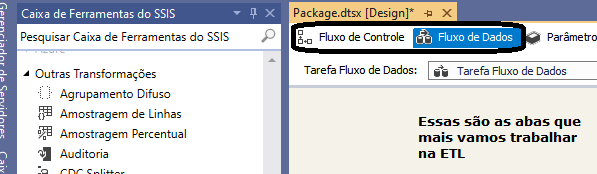 Gerenciador de Servidores
Caixa
Caixa de Ferramentas do SSIS
Pesquisar Caixa de Ferramentas do SSIS
Outras Transformações
Agrupamento Difuso
Amostragem de Linhas
Amostragem Percentual
Auditoria
CDC Splitter
Package.dtsx [Design]*
Fluxo de Controle
Fluxo de Dados
Parâmetro
Tarefa Fluxo de Dados:
Tarefa Fluxo de Dados
Essas são as abas que
mais vamos trabalhar
na ETL